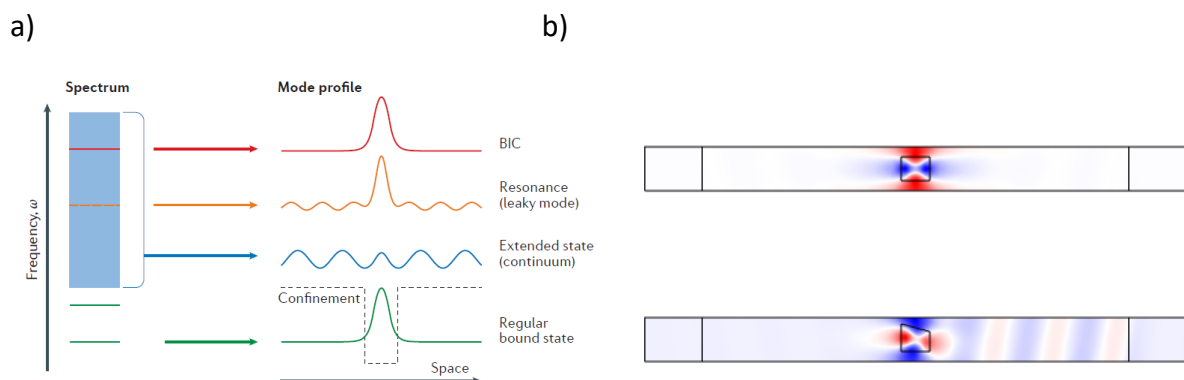 a)
b)
Spectrum
Mode profile
Frequency, ω
BIC
Resonance
(leaky mode)
Extended state
(continuum)
Confinement
Regular
bound state
Space